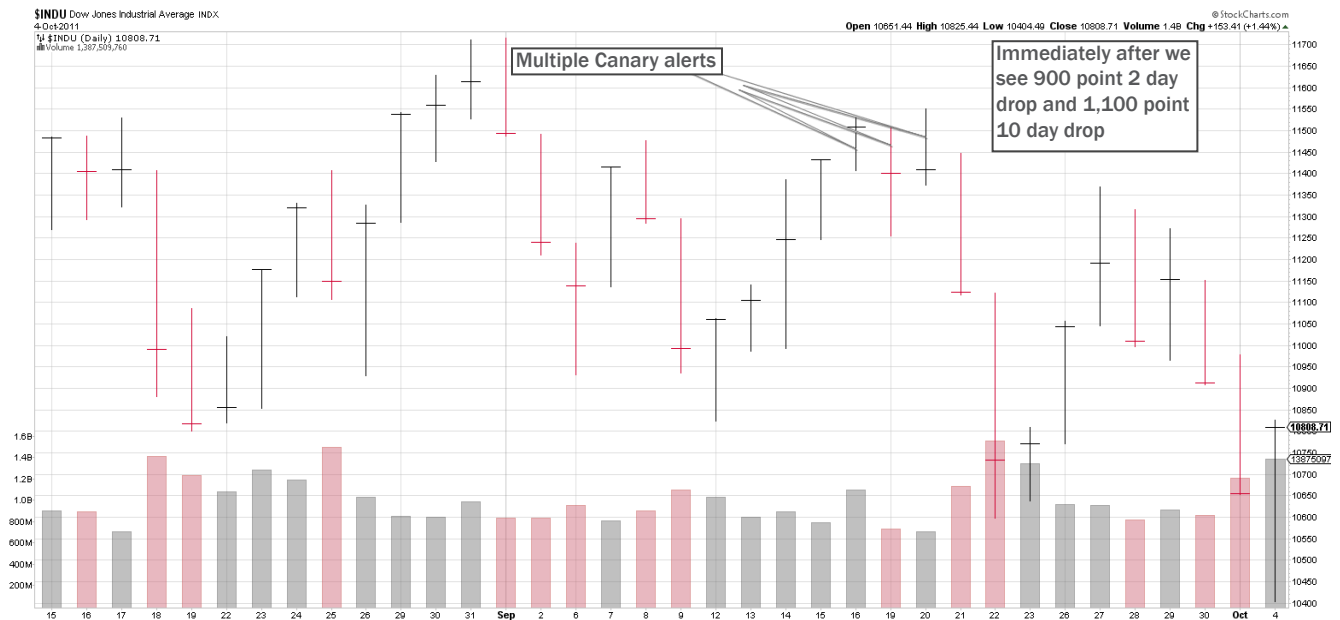 $INDU Dow Jones Industrial Average INDX
© StockCharts.com
4-Oct-2011
Open 10651.44 High 10825.44 Low 10404.49 Close 10808.71 Volume 1.4B Chg +153.41 (+1.44%)
$INDU (Daily) 10808.71
Volume 1,387,509,760
Multiple Canary alerts
Immediately after we
see 900 point 2 day
drop and 1,100 point
10 day drop
11700
11650
11600
11550
11500
11450
11400
11350
11300
11250
11200
11150
11100
11050
11000
10950
10900
10850
10808.71
10750
13875097
10700
10650
10600
10550
10500
10450
10400
1.6B
1.4B
1.2B
1.0B
800M
600M
400M
200M
15 16 17 18 19 22 23 24 25 26 29 30 31 Sep 2 6 7 8 9 12 13 14 15 16 19 20 21 22 23 26 27 28 29 30 Oct 4